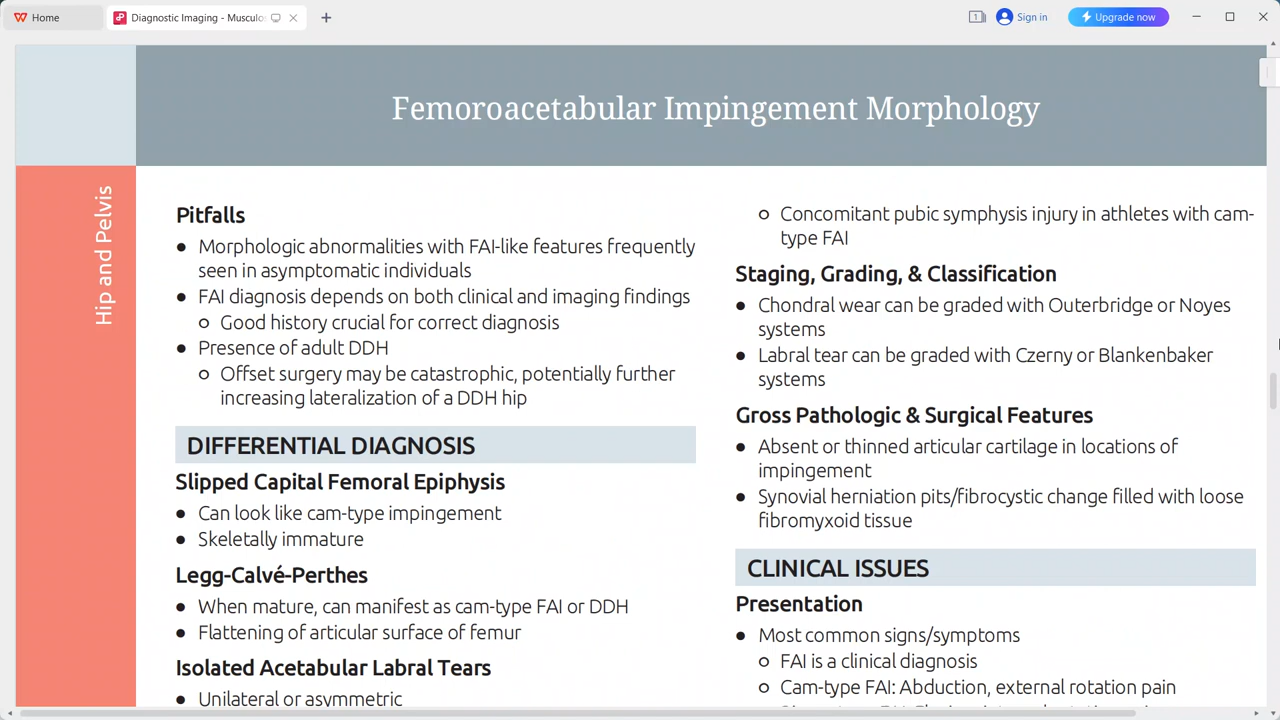 Home
Diagnostic Imaging - Musculos
1
Sign in
Upgrade now
Femoroacetabular Impingement Morphology
Hip and Pelvis
Pitfalls
● Morphologic abnormalities with FAI-like features frequently
seen in asymptomatic individuals
● FAI diagnosis depends on both clinical and imaging findings
○ Good history crucial for correct diagnosis
● Presence of adult DDH
○ Offset surgery may be catastrophic, potentially further
increasing lateralization of a DDH hip
DIFFERENTIAL DIAGNOSIS
Slipped Capital Femoral Epiphysis
● Can look like cam-type impingement
● Skeletally immature
Legg-Calvé-Perthes
● When mature, can manifest as cam-type FAI or DDH
● Flattening of articular surface of femur
Isolated Acetabular Labral Tears
● Unilateral or asymmetric
○ Concomitant pubic symphysis injury in athletes with cam-
type FAI
Staging, Grading, & Classification
● Chondral wear can be graded with Outerbridge or Noyes
systems
● Labral tear can be graded with Czerny or Blankenbaker
systems
Gross Pathologic & Surgical Features
● Absent or thinned articular cartilage in locations of
impingement
● Synovial herniation pits/fibrocystic change filled with loose
fibromyxoid tissue
CLINICAL ISSUES
Presentation
● Most common signs/symptoms
○ FAI is a clinical diagnosis
○ Cam-type FAI: Abduction, external rotation pain